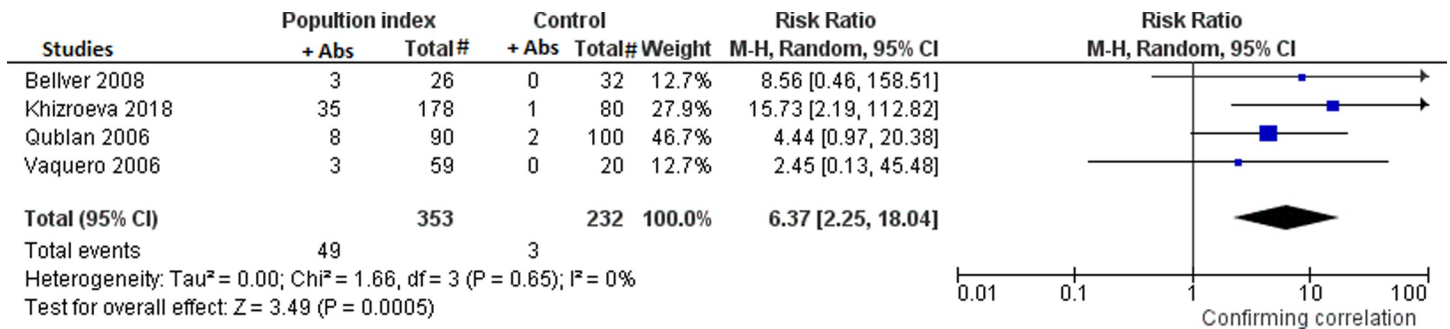 Popultion index Control Risk Ratio Risk Ratio
Studies + Abs Total# + Abs Total# Weight M-H, Random, 95% CI M-H, Random, 95% CI
Bellver 2008 3 26 0 32 12.7% 8.56 [0.46, 158.51]
Khizroeva 2018 35 178 1 80 27.9% 15.73 [2.19, 112.82]
Qublan 2006 8 90 2 100 46.7% 4.44 [0.97, 20.38]
Vaquero 2006 3 59 0 20 12.7% 2.45 [0.13, 45.48]
Total (95% CI) 353 232 100.0% 6.37 [2.25, 18.04]
Total events 49 3
Heterogeneity: Tau² = 0.00; Chi² = 1.66, df = 3 (P = 0.65); I² = 0%
Test for overall effect: Z = 3.49 (P = 0.0005)
0.01 0.1 1 10 100
Confirming correlation